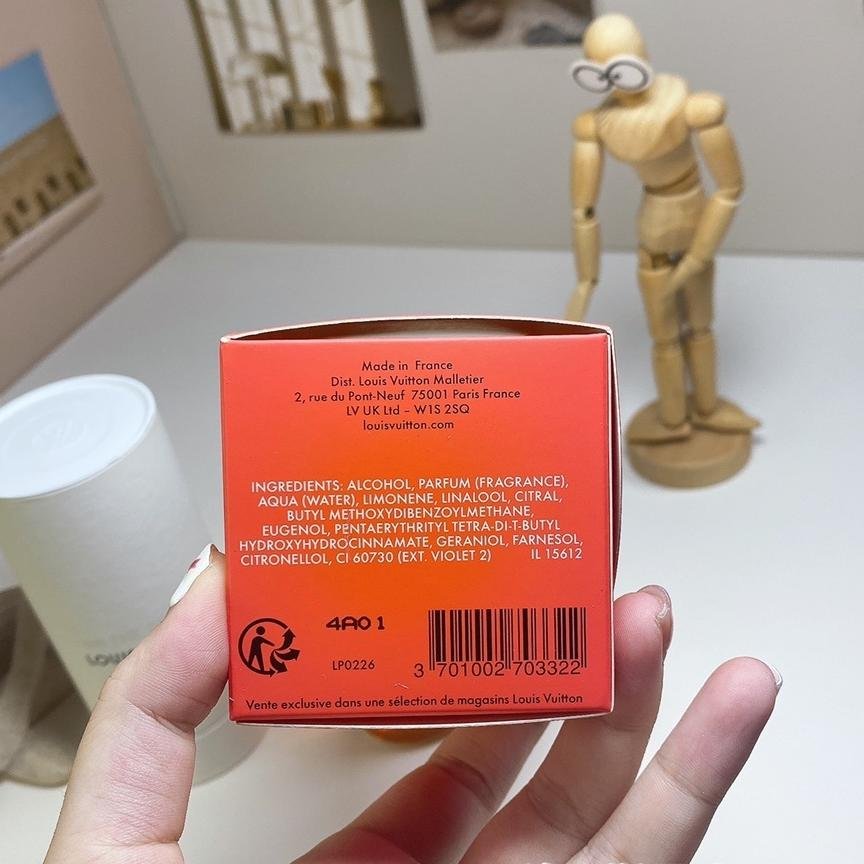 Made in France
Dist. Louis Vuitton Malletier
2, rue du Pont-Neuf 75001 Paris France
LV UK Ltd – W1S 2SQ
louisvuitton.com
INGREDIENTS: ALCOHOL, PARFUM (FRAGRANCE),
AQUA (WATER), LIMONENE, LINALOOL, CITRAL,
BUTYL METHOXYDIBENZOYLMETHANE,
EUGENOL, PENTAERYTHRITYL TETRA-DI-T-BUTYL
HYDROXYHYDROCINNAMATE, GERANIOL, FARNESOL,
CITRONELLOL, CI 60730 (EXT. VIOLET 2) IL 15612
4A01
LP0226
3 701002 703322
Vente exclusive dans une sélection de magasins Louis Vuitton